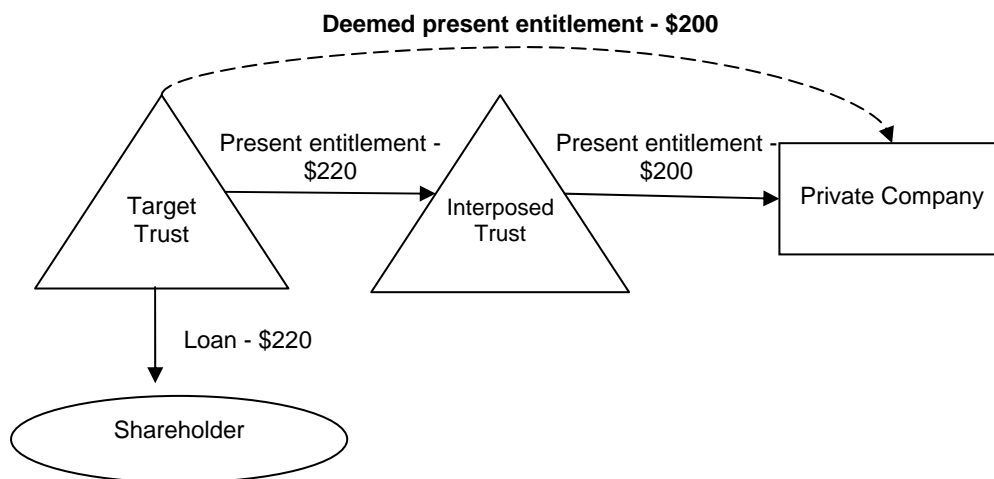 Deemed present entitlement - $200
Present entitlement -
$220
Present entitlement -
$200
Target
Trust
Interposed
Trust
Private Company
Loan - $220
Shareholder